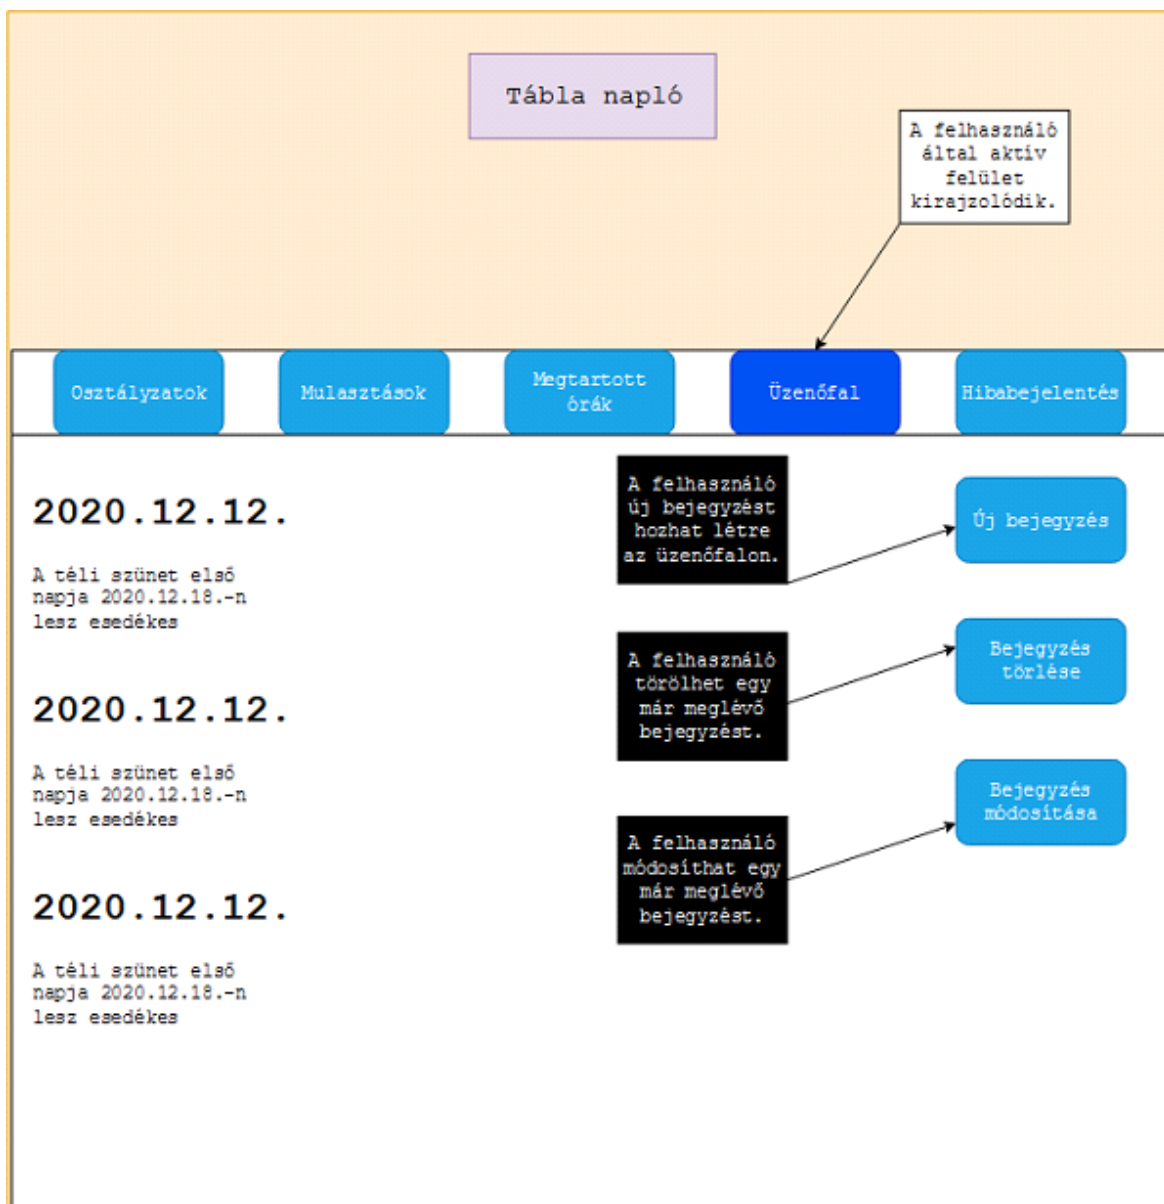 Tábla napló
A felhasználó
által aktív
felület
kirajzolódik.
Osztályzatok
Mulasztások
Megtartott
órák
Üzenőfal
Hibabejelentés
2020.12.12.
A téli szünet első
napja 2020.12.18.-n
lesz esedékes
2020.12.12.
A téli szünet első
napja 2020.12.18.-n
lesz esedékes
2020.12.12.
A téli szünet első
napja 2020.12.18.-n
lesz esedékes
A felhasználó
új bejegyzést
hozhat létre
az üzenőfalon.
Új bejegyzés
A felhasználó
törölhet egy
már meglévő
bejegyzést.
Bejegyzés
törlése
A felhasználó
módosíthat egy
már meglévő
bejegyzést.
Bejegyzés
módosítása